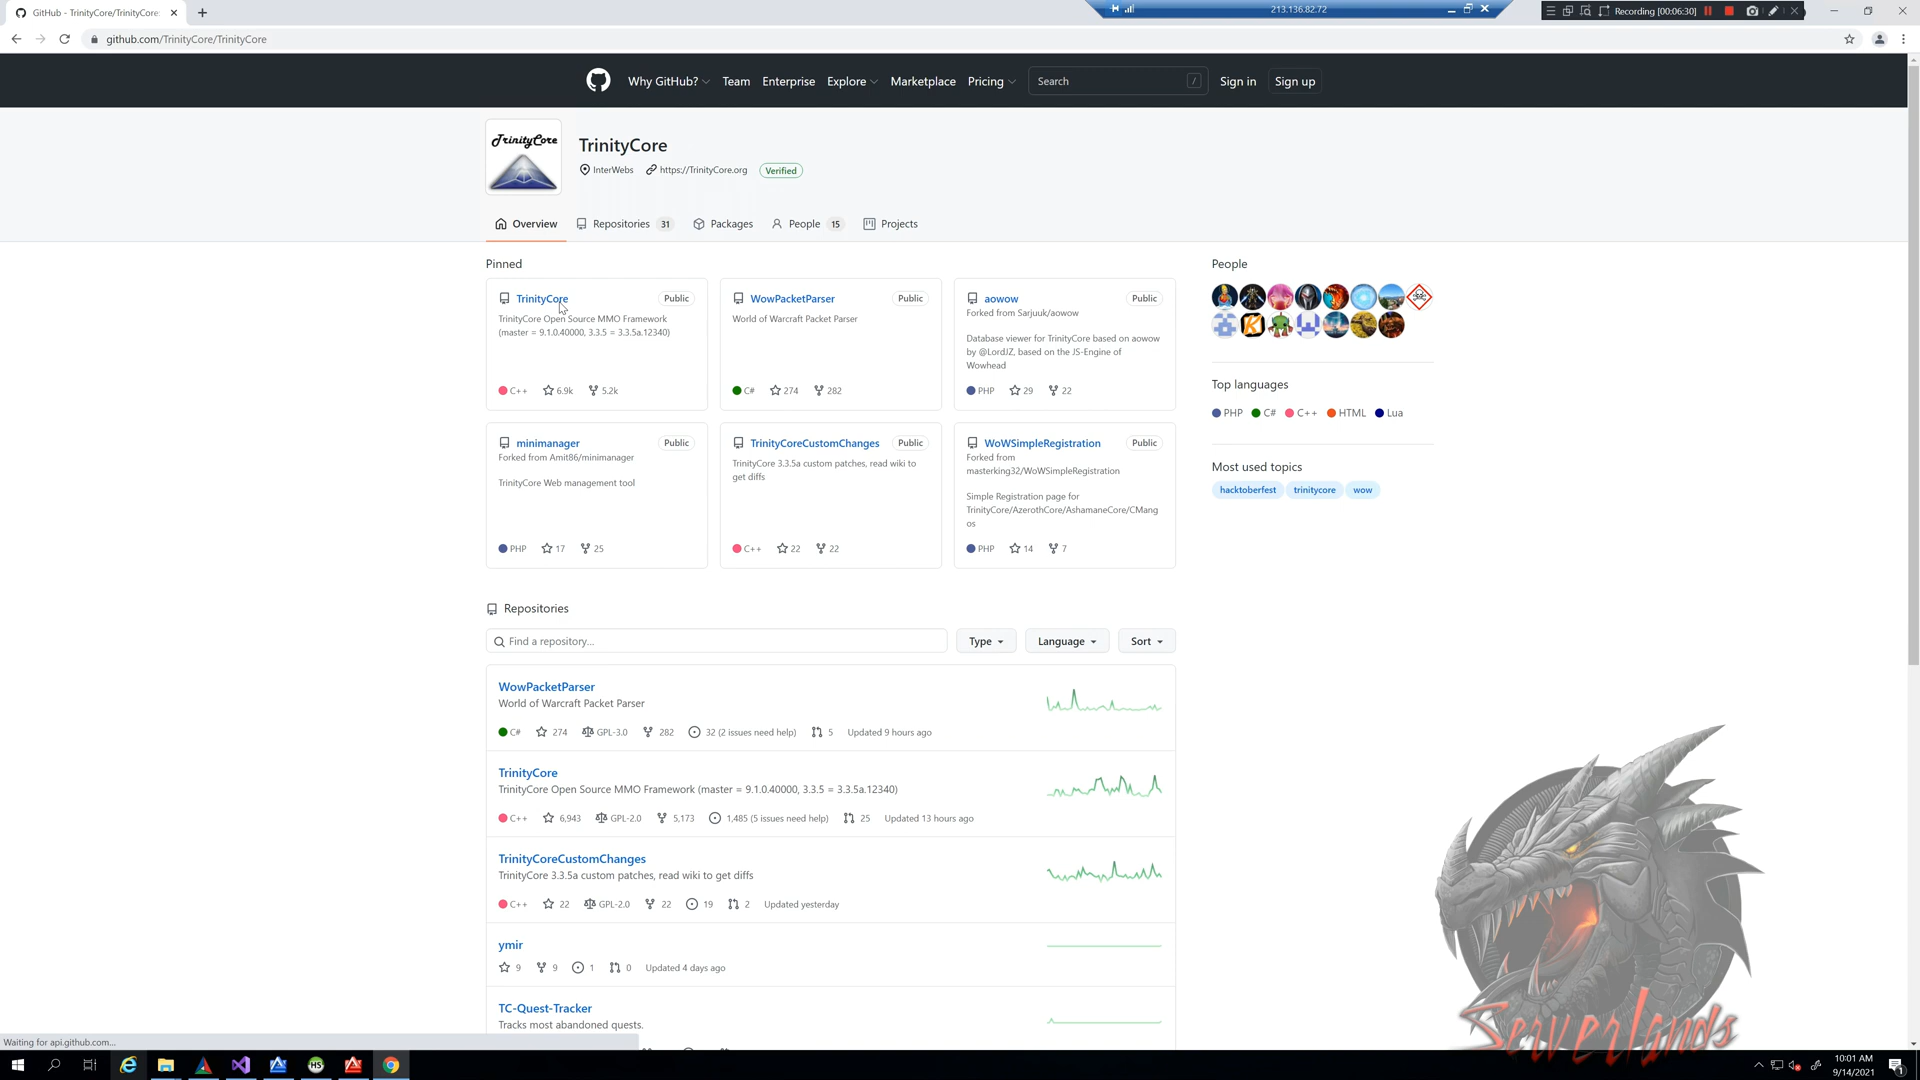 GitHub - TrinityCore/TrinityCore:
213.136.82.72
Recording [00:06:30]
github.com/TrinityCore/TrinityCore
Why GitHub? Team Enterprise Explore Marketplace Pricing Search / Sign in Sign up
TrinityCore
TrinityCore
InterWebs https://TrinityCore.org Verified
Overview Repositories 31 Packages People 15 Projects
Pinned
TrinityCore Public
TrinityCore Open Source MMO Framework
(master = 9.1.0.40000, 3.3.5 = 3.3.5a.12340)
C++ 6.9k 5.2k
WowPacketParser Public
World of Warcraft Packet Parser
C# 274 282
aowow Public
Forked from Sarjuuk/aowow
Database viewer for TrinityCore based on aowow
by @LordJZ, based on the JS-Engine of
Wowhead
PHP 29 22
minimanager Public
Forked from Amit86/minimanager
TrinityCore Web management tool
PHP 17 25
TrinityCoreCustomChanges Public
TrinityCore 3.3.5a custom patches, read wiki to
get diffs
C++ 22 22
WoWSimpleRegistration Public
Forked from
masterking32/WoWSimpleRegistration
Simple Registration page for
TrinityCore/AzerothCore/AshamaneCore/CMang
os
PHP 14 7
People
Top languages
PHP C# C++ HTML Lua
Most used topics
hacktoberfest trinitycore wow
Repositories
Find a repository... Type Language Sort
WowPacketParser
World of Warcraft Packet Parser
C# 274 GPL-3.0 282 32 (2 issues need help) 5 Updated 9 hours ago
TrinityCore
TrinityCore Open Source MMO Framework (master = 9.1.0.40000, 3.3.5 = 3.3.5a.12340)
C++ 6,943 GPL-2.0 5,173 1,485 (5 issues need help) 25 Updated 13 hours ago
TrinityCoreCustomChanges
TrinityCore 3.3.5a custom patches, read wiki to get diffs
C++ 22 GPL-2.0 22 19 2 Updated yesterday
ymir
9 9 1 0 Updated 4 days ago
TC-Quest-Tracker
Tracks most abandoned quests.
Serverlands
Waiting for api.github.com...
HS
10:01 AM
9/14/2021
1